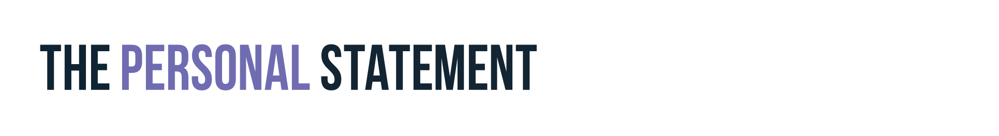 THE PERSONAL STATEMENT